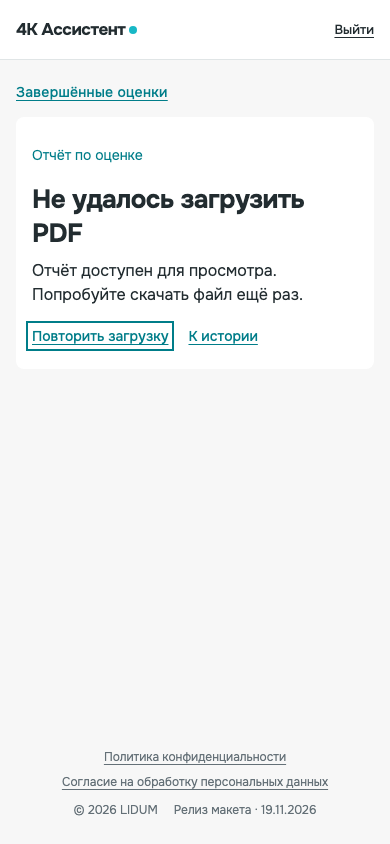 4К Ассистент
Выйти
Завершённые оценки
Отчёт по оценке
Не удалось загрузить
PDF
Отчёт доступен для просмотра.
Попробуйте скачать файл ещё раз.
Повторить загрузку К истории
Политика конфиденциальности
Согласие на обработку персональных данных
© 2026 LIDUM Релиз макета · 19.11.2026